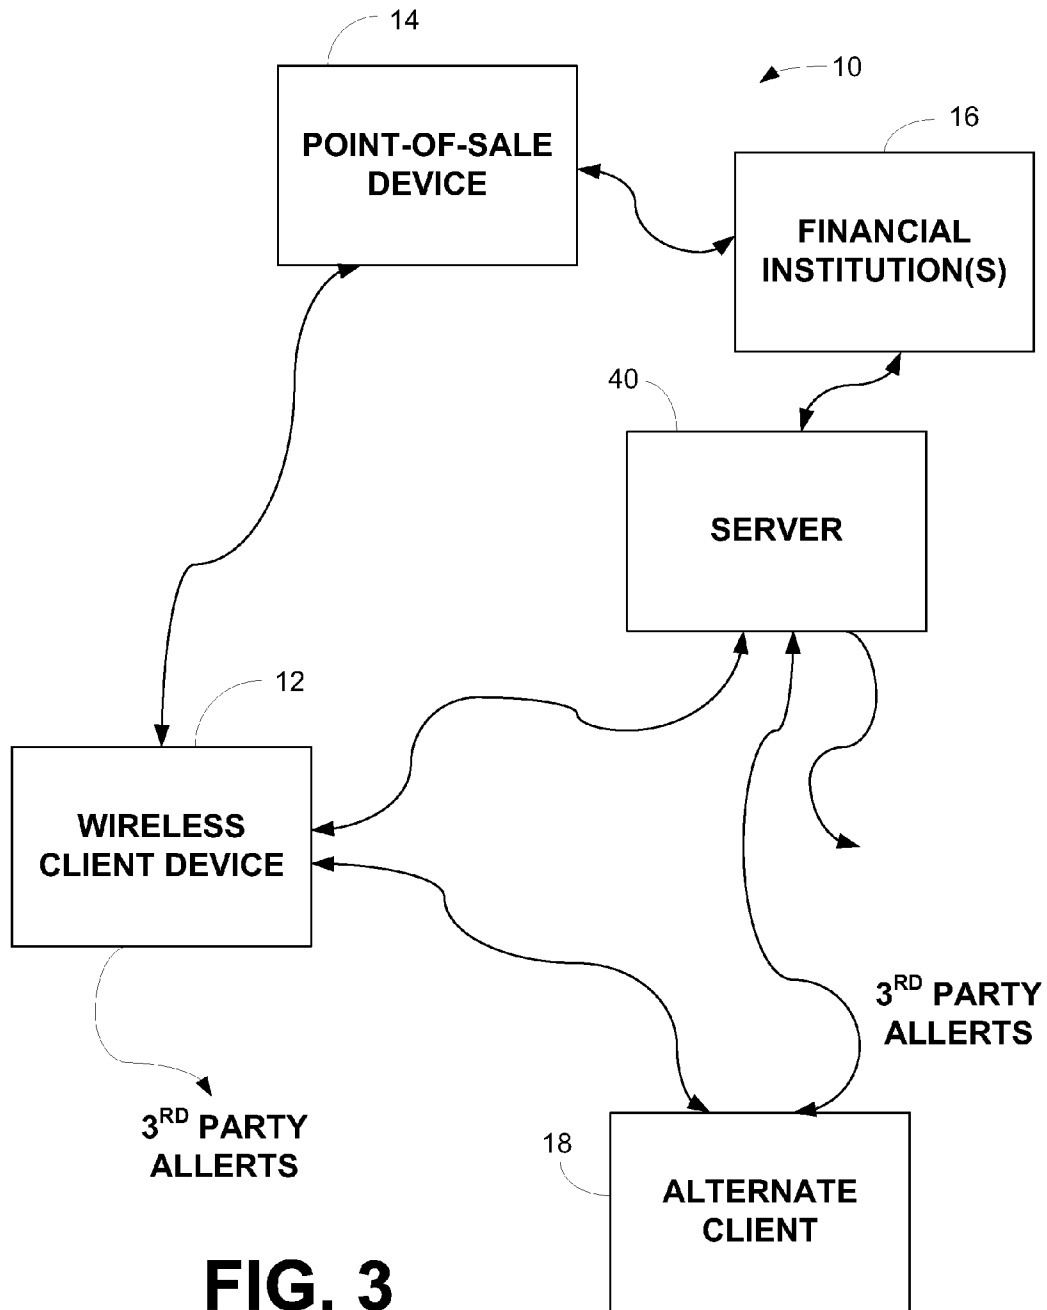 14
10
16
POINT-OF-SALE
DEVICE
FINANCIAL
INSTITUTION(S)
40
SERVER
12
WIRELESS
CLIENT DEVICE
3RD PARTY
ALLERTS
3RD PARTY
ALLERTS
18
ALTERNATE
CLIENT
FIG. 3